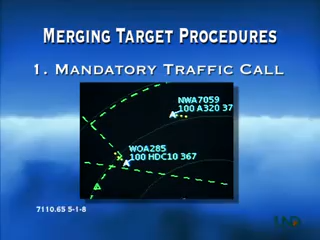 MERGING TARGET PROCEDURES
1. MANDATORY TRAFFIC CALL
NWA7059
100 A320 37
WOA285
100 HDC10 367
7110.65 5-1-8